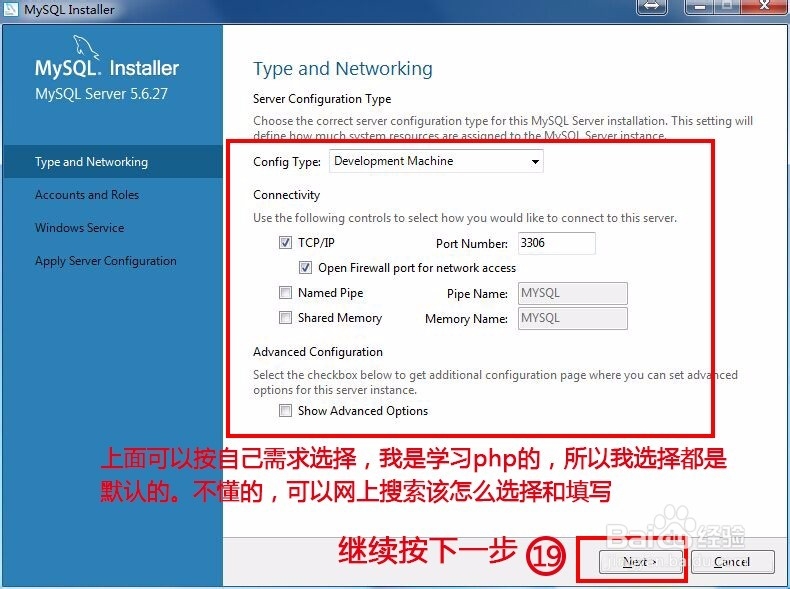 MySQL Installer
MySQL. Installer
MySQL Server 5.6.27
Type and Networking
Accounts and Roles
Windows Service
Apply Server Configuration
Type and Networking
Server Configuration Type
Choose the correct server configuration type for this MySQL Server installation. This setting will
define how much system resources are assigned to the MySQL Server instance.
Config Type: Development Machine
Connectivity
Use the following controls to select how you would like to connect to this server.
TCP/IP Port Number: 3306
Open Firewall port for network access
Named Pipe Pipe Name: MYSQL
Shared Memory Memory Name: MYSQL
Advanced Configuration
Select the checkbox below to get additional configuration page where you can set advanced
options for this server instance.
Show Advanced Options
上面可以按自己需求选择，我是学习php的，所以我选择都是
默认的。不懂的，可以网上搜索该怎么选择和填写
继续按下一步 ⑲
Baidu经验
Next > Cancel